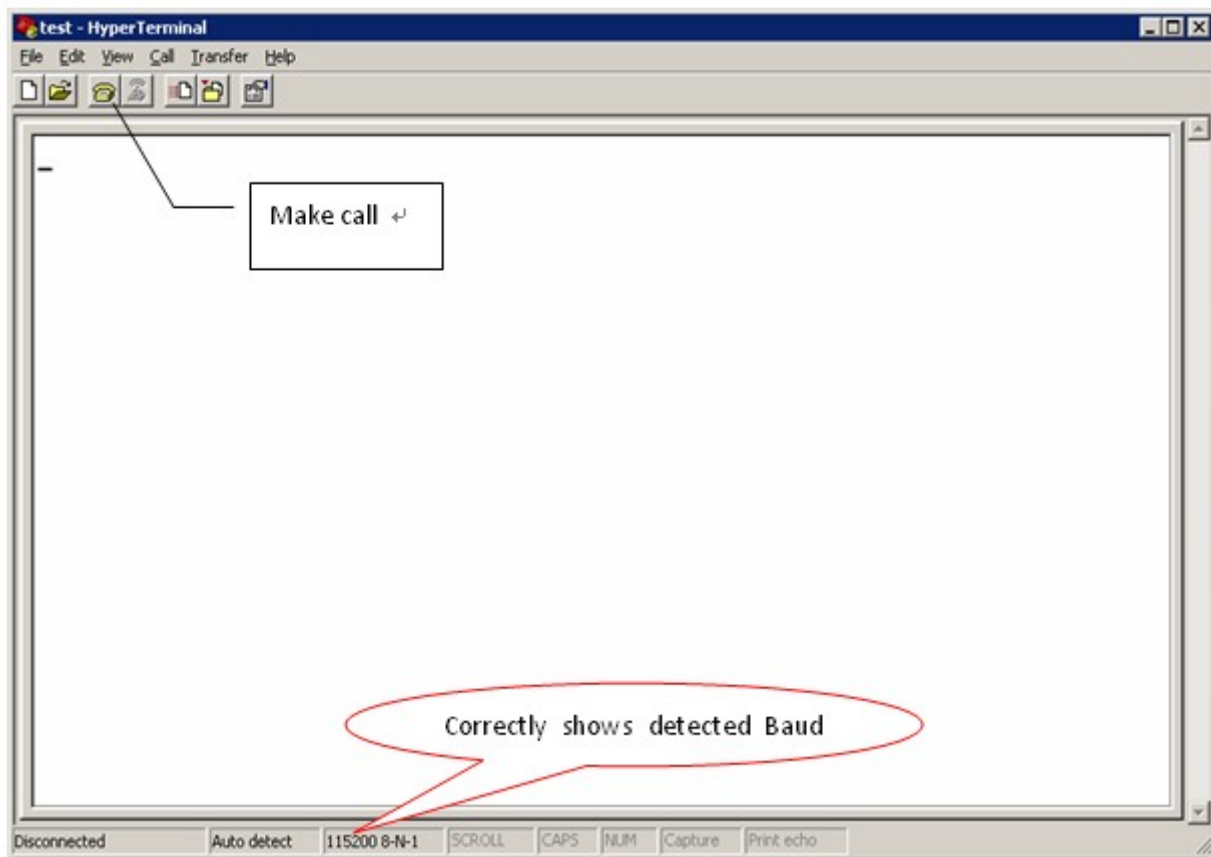 test - HyperTerminal
File Edit View Call Transfer Help
Make call ↵
Correctly shows detected Baud
Disconnected Auto detect 115200 8-N-1 SCROLL CAPS NUM Capture Print echo